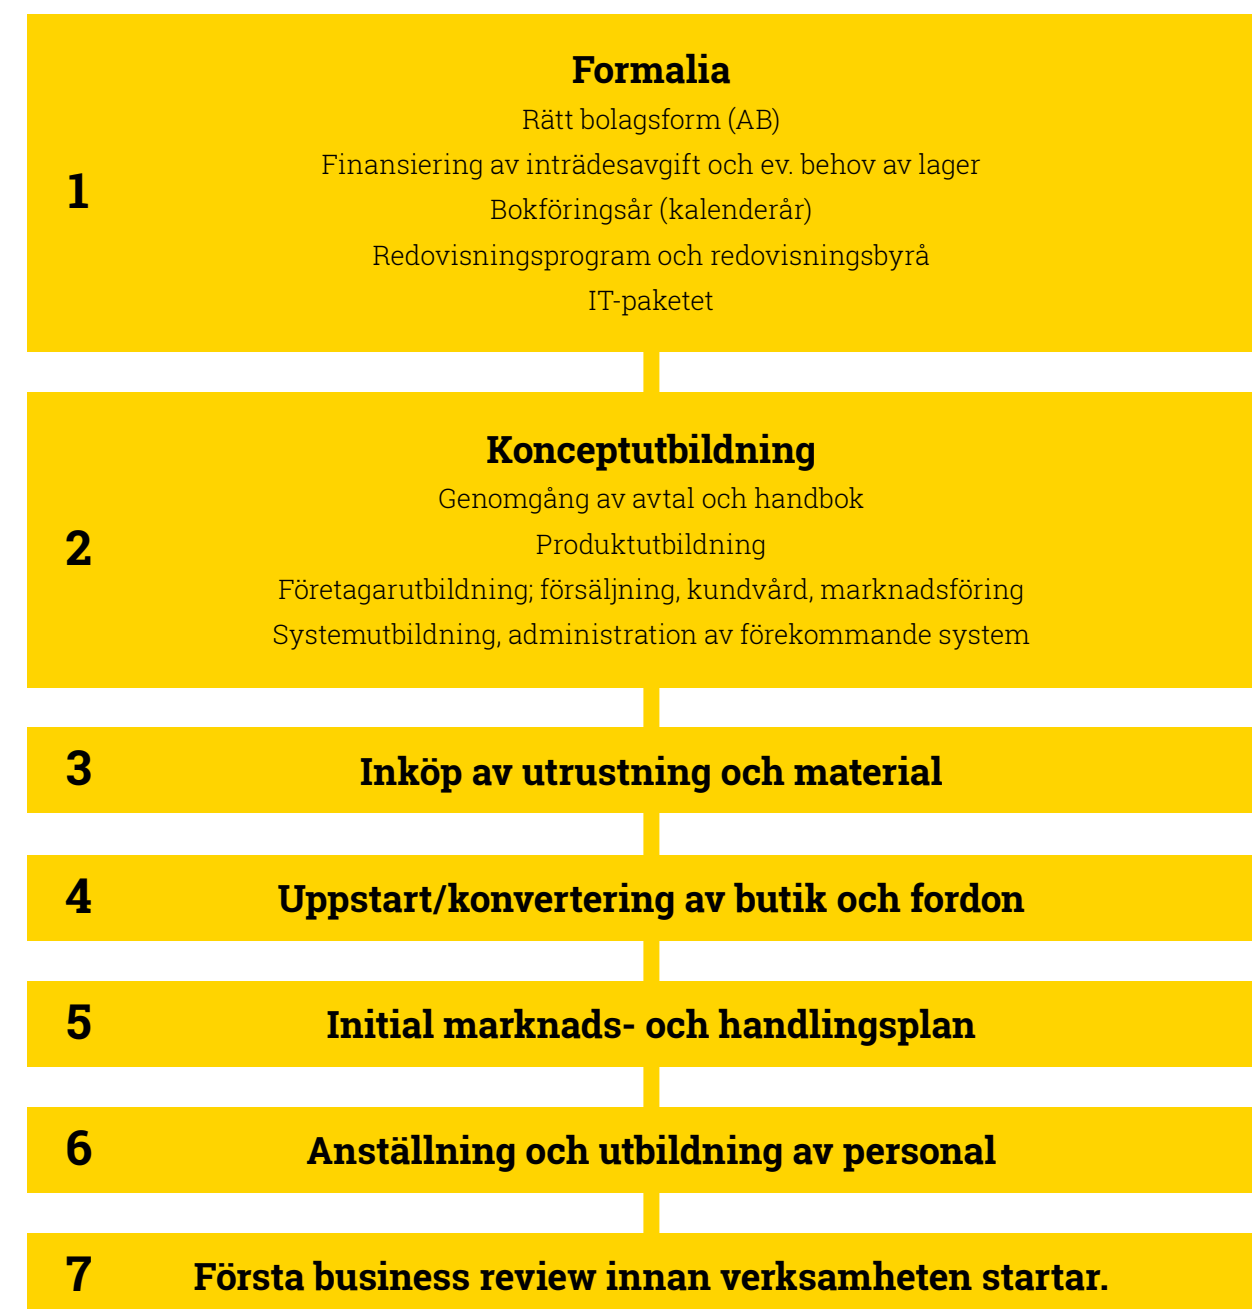 Formalia
Rätt bolagsform (AB)
Finansiering av inträdesavgift och ev. behov av lager
1
Bokföringsår (kalenderår)
Redovisningsprogram och redovisningsbyrå
IT-paketet
Konceptutbildning
Genomgång av avtal och handbok
2
Produktutbildning
Företagarutbildning; försäljning, kundvård, marknadsföring
Systemutbildning, administration av förekommande system
3 Inköp av utrustning och material
4 Uppstart/konvertering av butik och fordon
5 Initial marknads- och handlingsplan
6 Anställning och utbildning av personal
7 Första business review innan verksamheten startar.